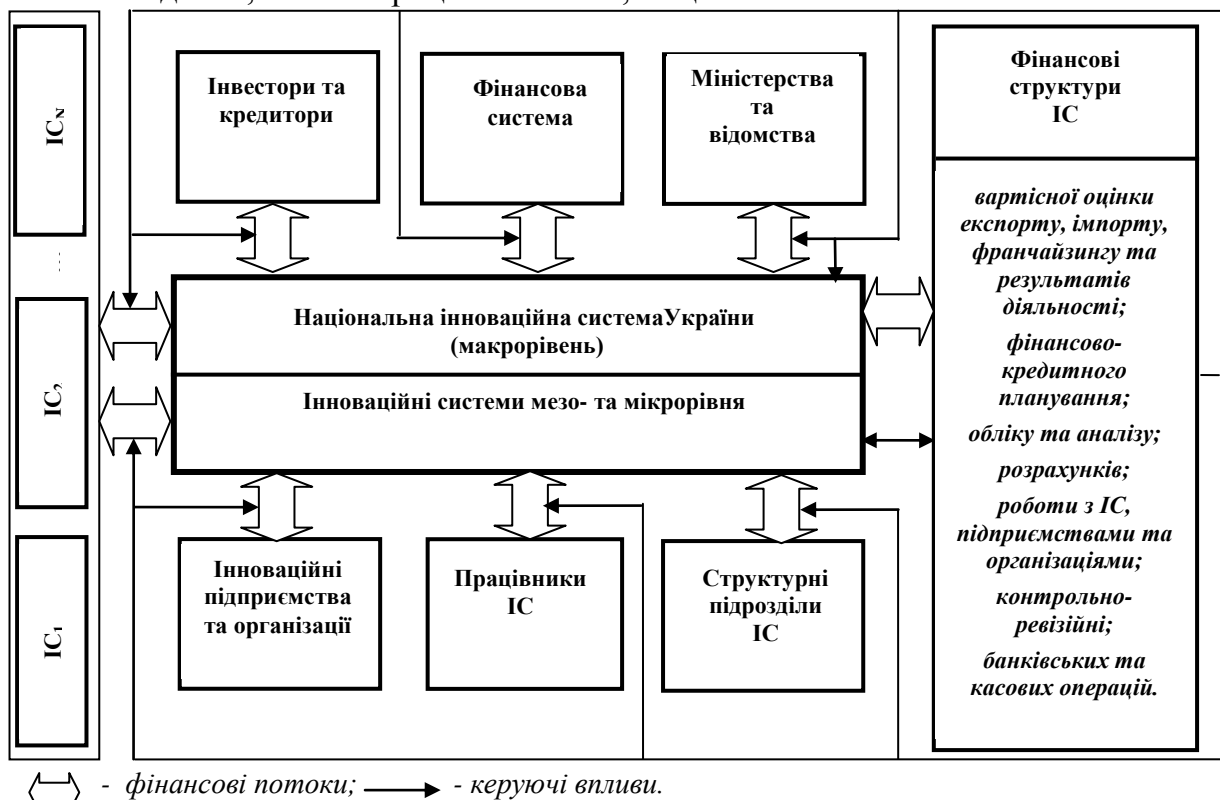 Інвестори та
кредитори
Фінансова
система
Міністерства
та
відомства
Фінансові
структури
ІС
ІС_N
...
ІС₂
ІС₁
Національна інноваційна системаУкраїни
(макрорівень)
Інноваційні системи мезо- та мікрорівня
Інноваційні
підприємства
та організації
Працівники
ІС
Структурні
підрозділи
ІС
вартісної оцінки
експорту, імпорту,
франчайзингу та
результатів
діяльності;
фінансово-
кредитного
планування;
обліку та аналізу;
розрахунків;
роботи з ІС,
підприємствами та
організаціями;
контрольно-
ревізійні;
банківських та
касових операцій.
- фінансові потоки; - керуючі впливи.